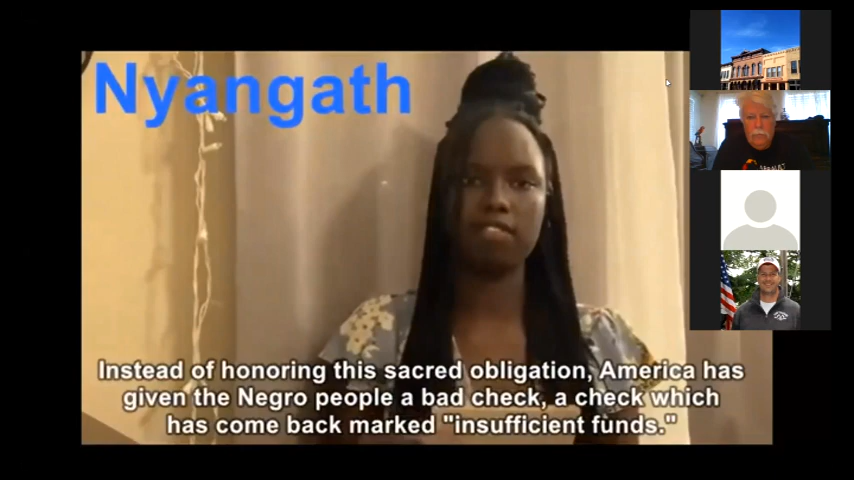 Nyangath
Instead of honoring this sacred obligation, America has
given the Negro people a bad check, a check which
has come back marked "insufficient funds."